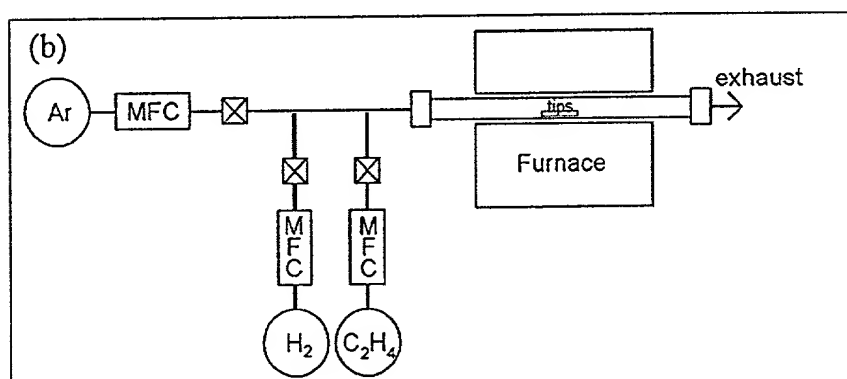 (b)
Ar
MFC
tips
exhaust
Furnace
MFC
MFC
H₂
C₂H₄